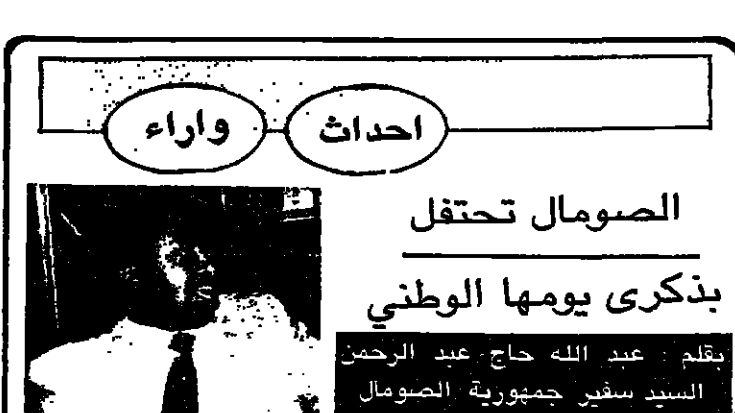 احداث واراء
الصومال تحتفل
بذكرى يومها الوطني
بقلم : عبد الله حاج عبد الرحمن
السيد سفير جمهورية الصومال